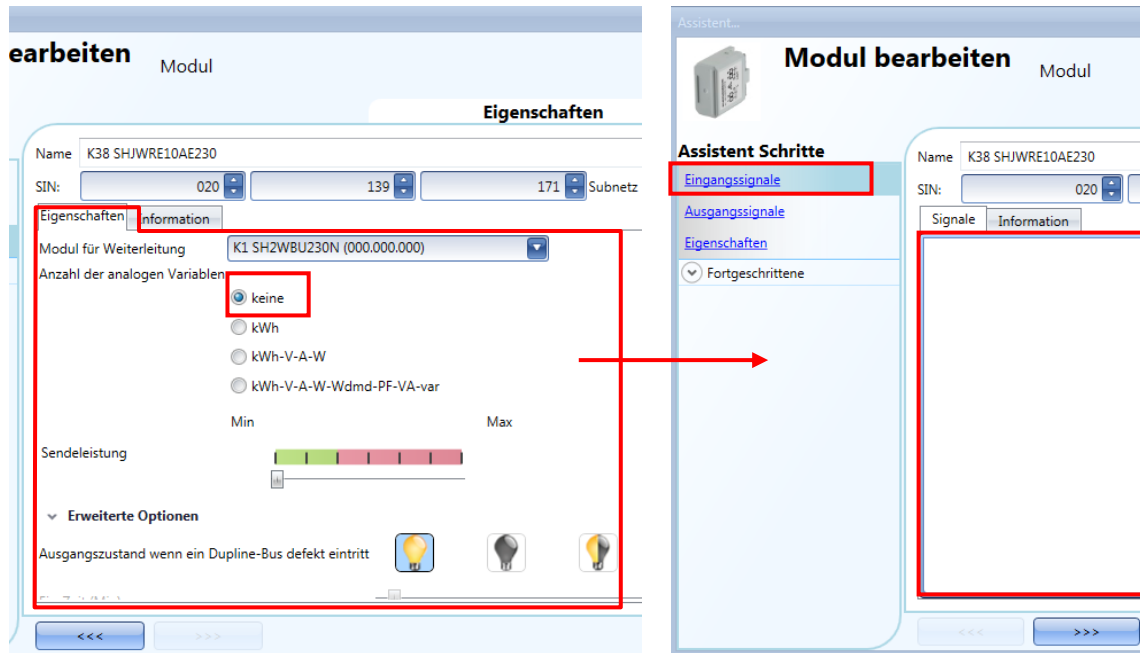 earbeiten
Modul
Eigenschaften
Name K38 SHJWRE10AE230
SIN: 020 139 171 Subnetz
Eigenschaften Information
Modul für Weiterleitung K1 SH2WBU230N (000.000.000)
Anzahl der analogen Variablen
keine
kWh
kWh-V-A-W
kWh-V-A-W-Wdmd-PF-VA-var
Min Max
Sendeleistung
Erweiterte Optionen
Ausgangszustand wenn ein Dupline-Bus defekt eintritt
<<< >>>
Assistent...
Modul bearbeiten
Modul
Assistent Schritte
Eingangssignale
Ausgangssignale
Eigenschaften
Fortgeschrittene
Name K38 SHJWRE10AE230
SIN: 020
Signale Information
<<< >>>